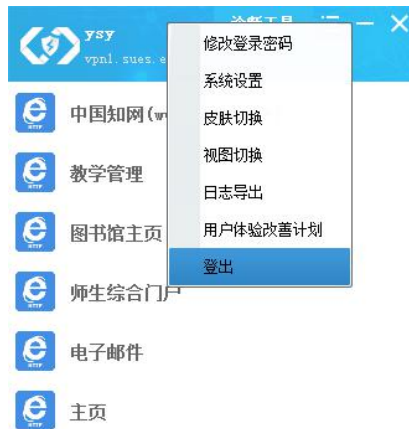 ysy
vpn1.sues.e
修改登录密码
系统设置
皮肤切换
视图切换
日志导出
用户体验改善计划
登出
中国知网(w
教学管理
图书馆主页
师生综合门户
电子邮件
主页